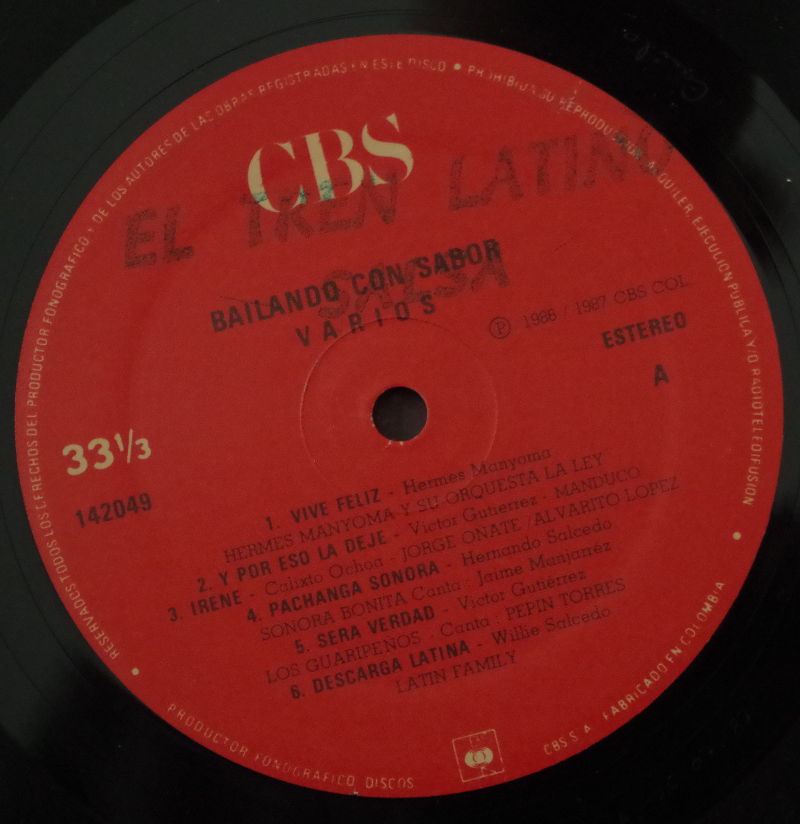 RESERVADOS TODOS LOS DERECHOS DEL PRODUCTOR FONOGRAFICO Y DE LOS AUTORES DE LAS OBRAS REGISTRADAS EN ESTE DISCO • PROHIBIDA SU REPRODUCCION, ALQUILER, EJECUCION PUBLICA Y/O RADIOTELEDIFUSION •
CBS
EL TREN LATINO
SALSA
BAILANDO CON SABOR
VARIOS
Ⓟ 1986 / 1987 CBS COL.
ESTEREO
A
33 1/3
142049
1. VIVE FELIZ - Hermes Manyoma
HERMES MANYOMA Y SU ORQUESTA LA LEY
2. Y POR ESO LA DEJE - Victor Gutierrez - MANDUCO
3. IRENE - Calixto Ochoa - JORGE OÑATE / ALVARITO LOPEZ
4. PACHANGA SONORA - Hernando Salcedo
SONORA BONITA Canta : Jaime Manjarréz
5. SERA VERDAD - Victor Gutiérrez
LOS GUARIPEÑOS - Canta : PEPIN TORRES
6. DESCARGA LATINA - Willie Salcedo
LATIN FAMILY
PRODUCTOR FONOGRAFICO DISCOS
CBS S.A. FABRICADO EN COLOMBIA